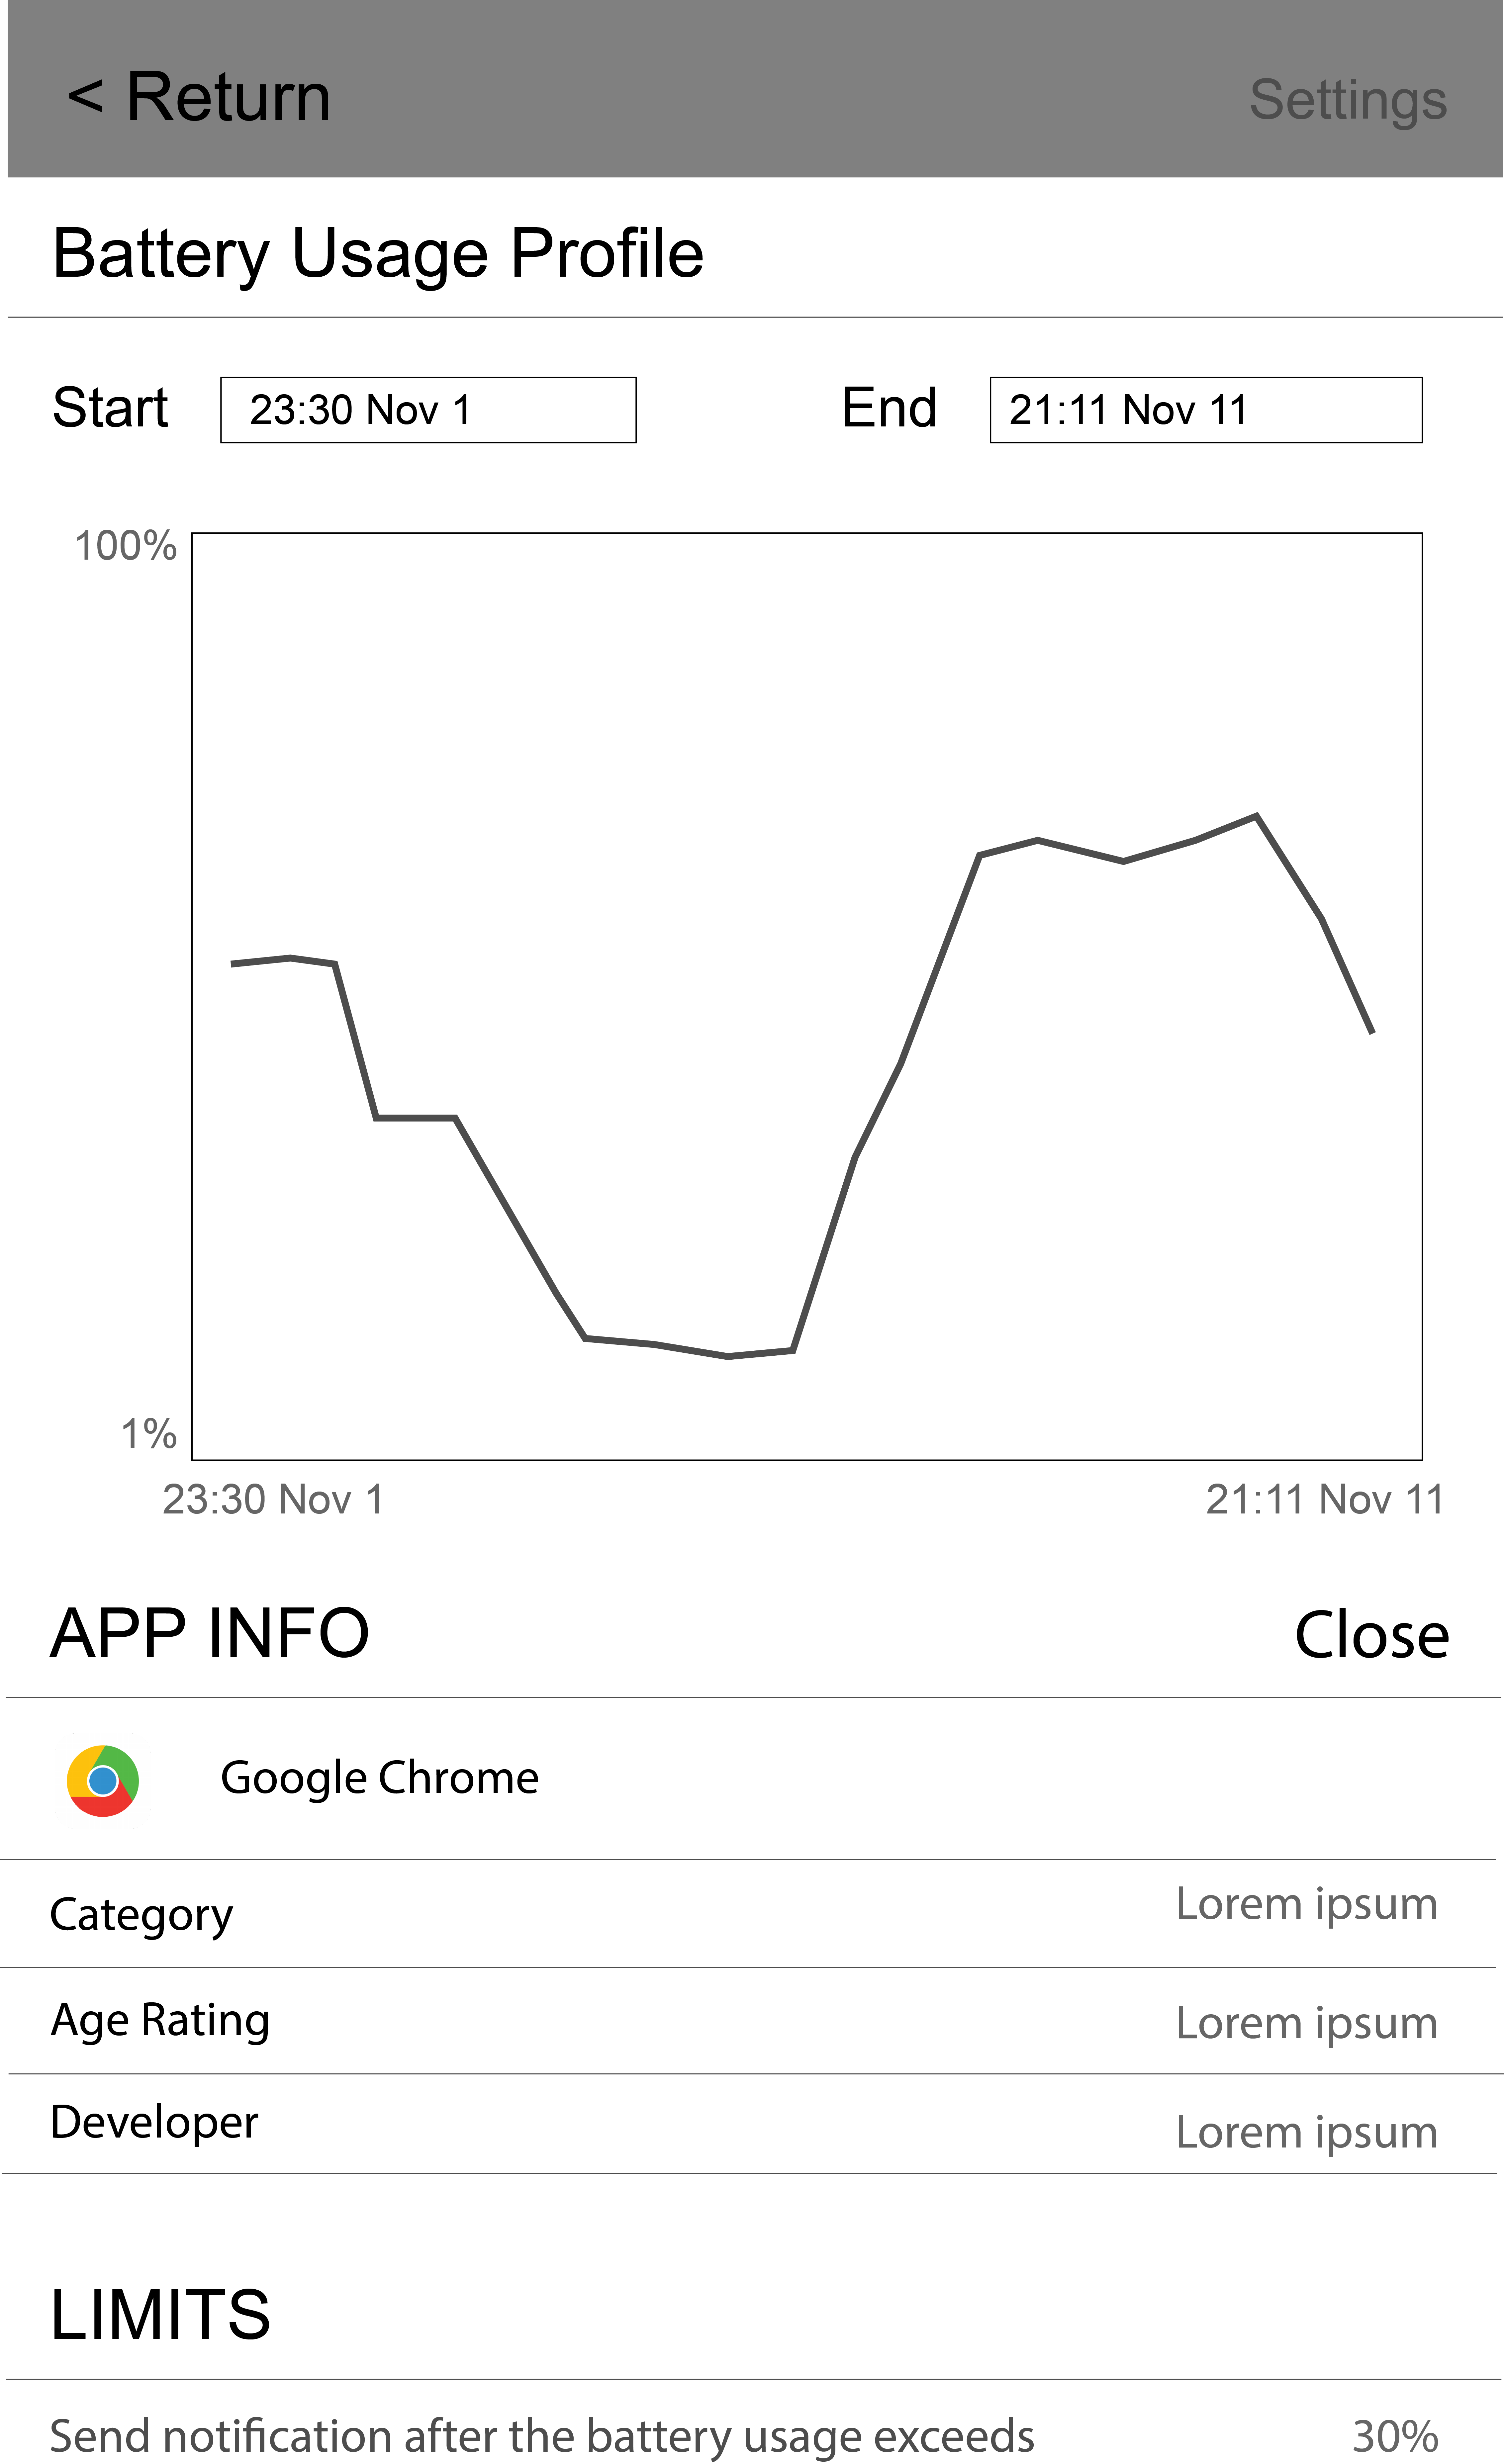 < Return Settings
Battery Usage Profile
Start 23:30 Nov 1 End 21:11 Nov 11
100%
1%
23:30 Nov 1 21:11 Nov 11
APP INFO Close
Google Chrome
Category Lorem ipsum
Age Rating Lorem ipsum
Developer Lorem ipsum
LIMITS
Send notification after the battery usage exceeds 30%